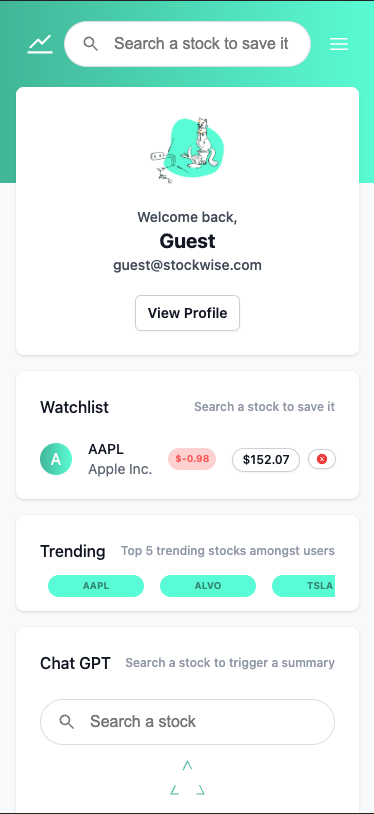 Search a stock to save it
Welcome back,
Guest
guest@stockwise.com
View Profile
Watchlist Search a stock to save it
A AAPL $-0.98 $152.07 x
Apple Inc.
Trending Top 5 trending stocks amongst users
AAPL ALVO TSLA
Chat GPT Search a stock to trigger a summary
Search a stock